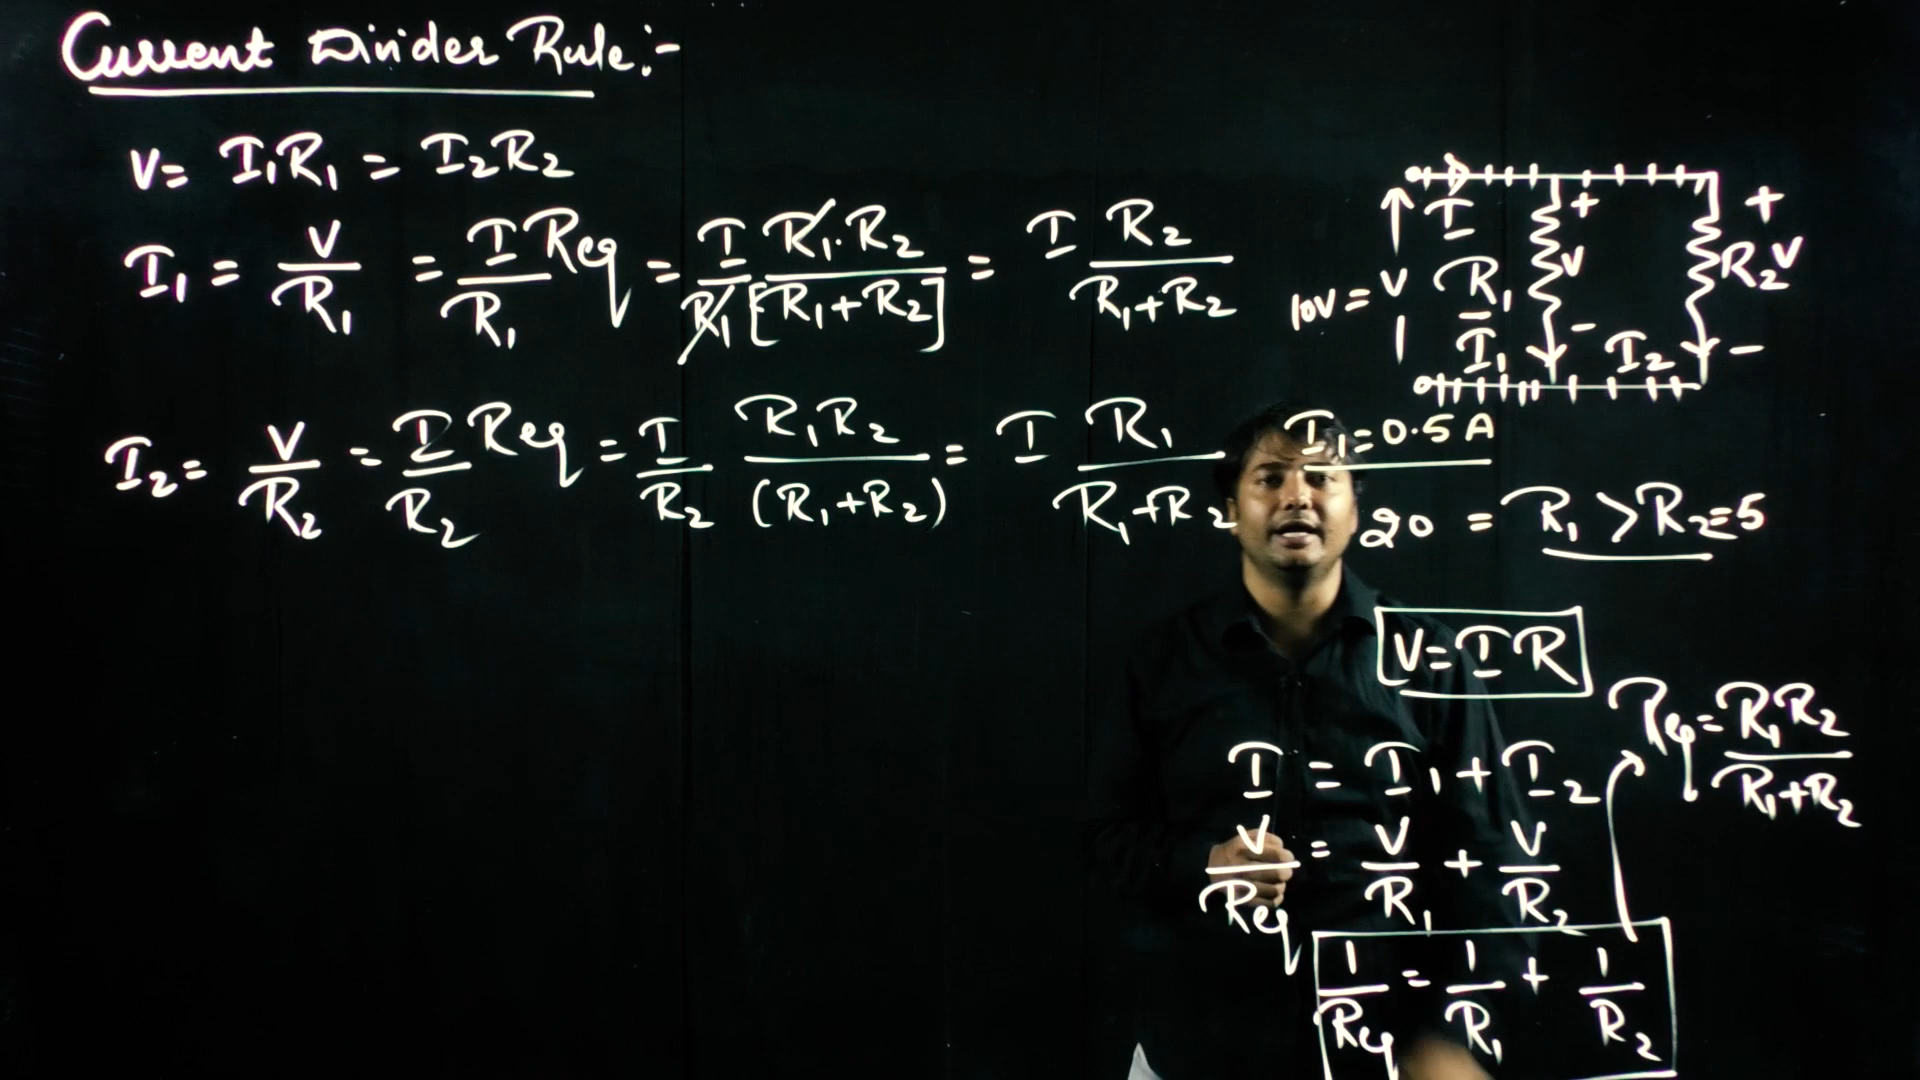 Current Divider Rule:-
V = I₁R₁ = I₂R₂
I₁ = V/R₁ = I Req/R₁ = I/R₁ R₁·R₂/[R₁+R₂] = I R₂/(R₁+R₂)
I₂ = V/R₂ = I Req/R₂ = I/R₂ R₁R₂/(R₁+R₂) = I R₁/(R₁+R₂)
I
+
+
10V = V
R₁
V
R₂
V
-
I₁
I₂
-
I₁ = 0.5 A
20 = R₁ > R₂ = 5
V = IR
Req = R₁R₂/(R₁+R₂)
I = I₁ + I₂
V/Req = V/R₁ + V/R₂
1/Req = 1/R₁ + 1/R₂